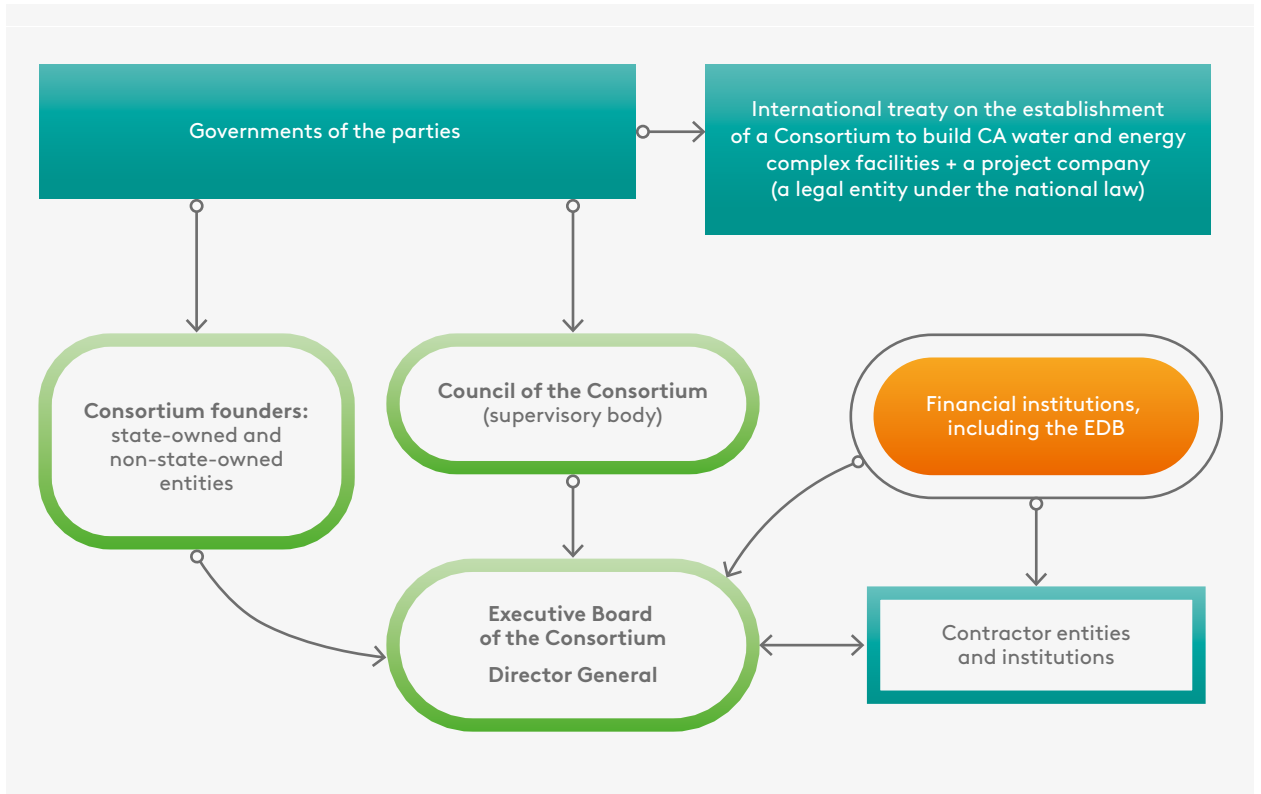 Governments of the parties
International treaty on the establishment
of a Consortium to build CA water and energy
complex facilities + a project company
(a legal entity under the national law)
Consortium founders:
state-owned and
non-state-owned
entities
Council of the Consortium
(supervisory body)
Financial institutions,
including the EDB
Executive Board
of the Consortium
Director General
Contractor entities
and institutions